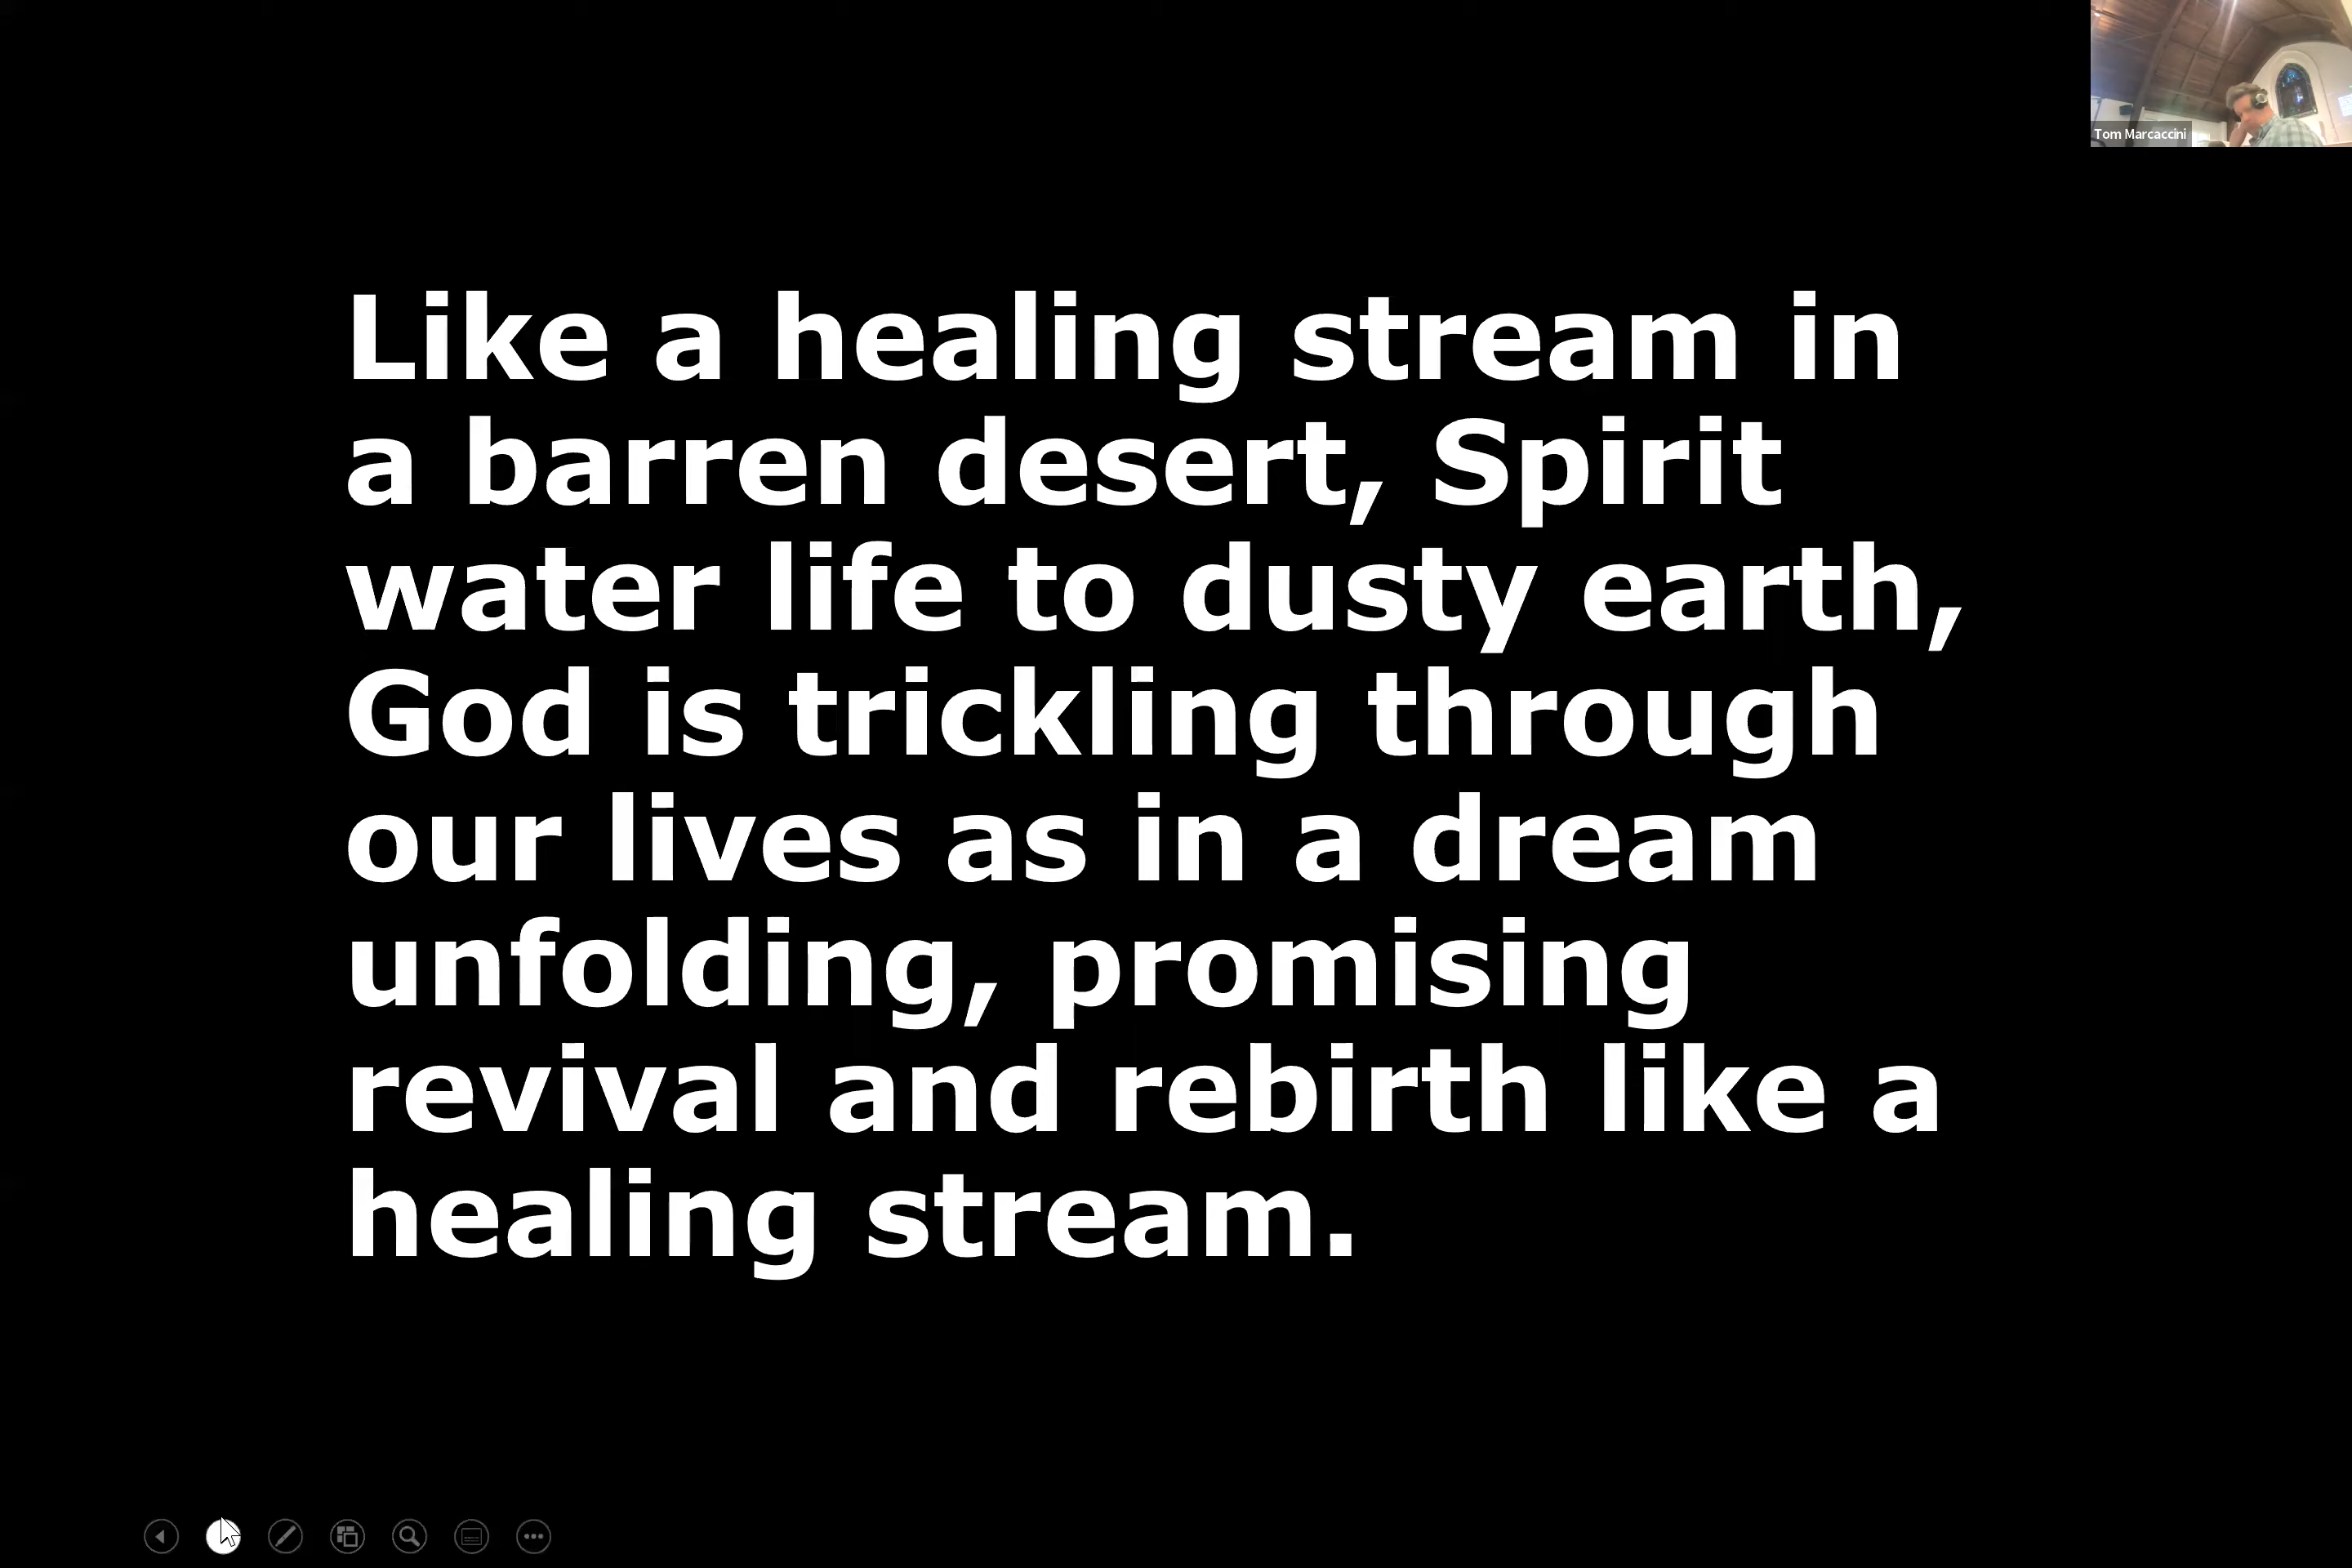 Tom Marcaccini
Like a healing stream in
a barren desert, Spirit
water life to dusty earth,
God is trickling through
our lives as in a dream
unfolding, promising
revival and rebirth like a
healing stream.